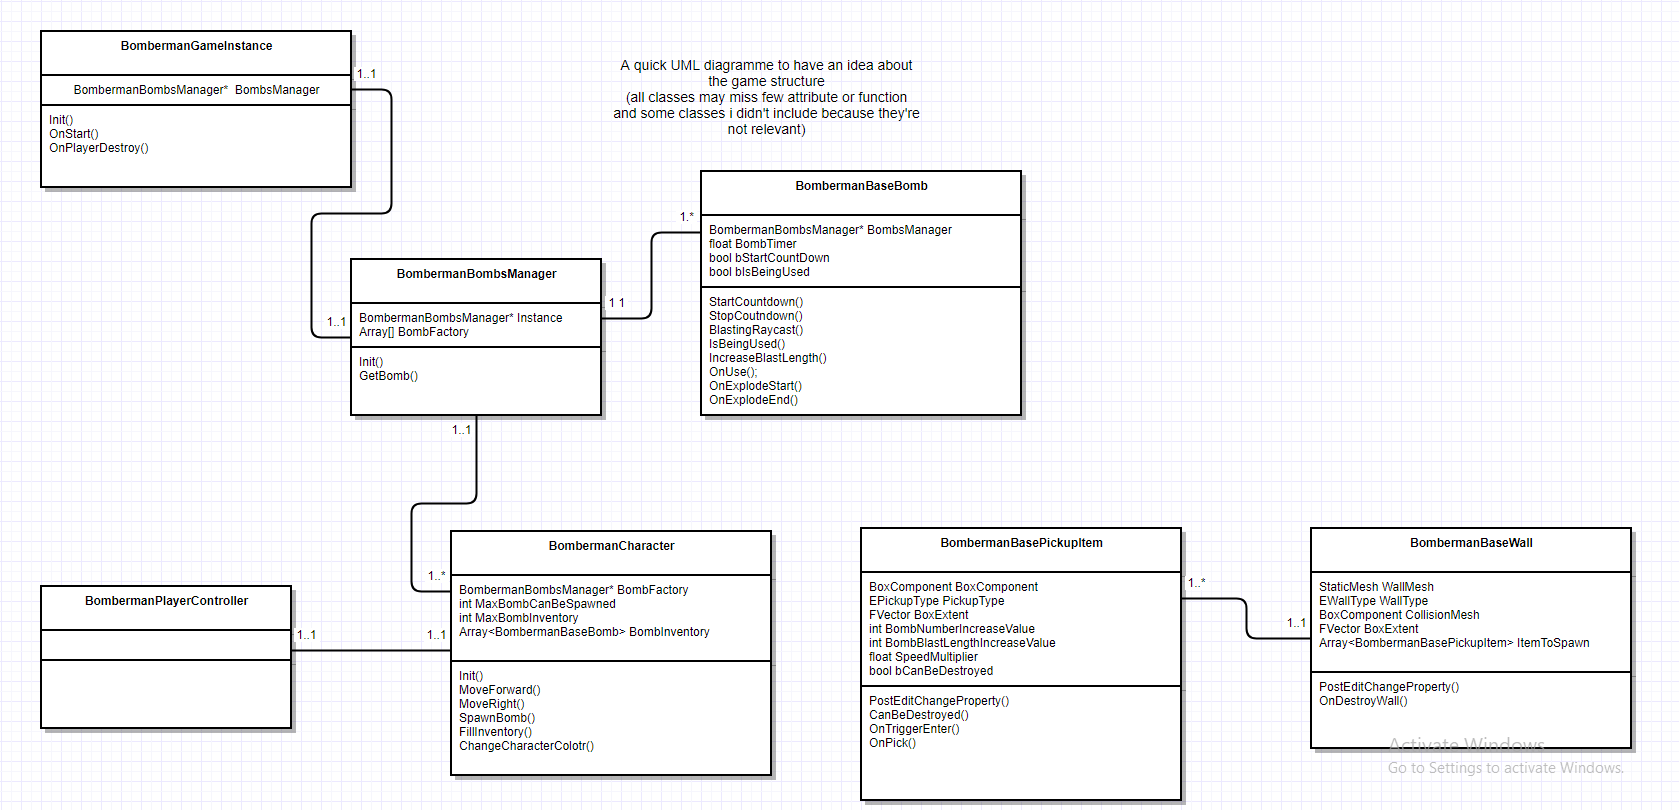 BombermanGameInstance
BombermanBombsManager*  BombsManager
Init()
OnStart()
OnPlayerDestroy()
1..1
A quick UML diagramme to have an idea about
the game structure
(all classes may miss few attribute or function
and some classes i didn't include because they're
not relevant)
BombermanBaseBomb
BombermanBombsManager* BombsManager
float BombTimer
bool bStartCountDown
bool bIsBeingUsed
StartCountdown()
StopCoutndown()
BlastingRaycast()
IsBeingUsed()
IncreaseBlastLength()
OnUse();
OnExplodeStart()
OnExplodeEnd()
1.*
BombermanBombsManager
BombermanBombsManager* Instance
Array[] BombFactory
Init()
GetBomb()
1 1
1..1
1..1
BombermanCharacter
BombermanBombsManager* BombFactory
int MaxBombCanBeSpawned
int MaxBombInventory
Array<BombermanBaseBomb> BombInventory
Init()
MoveForward()
MoveRight()
SpawnBomb()
FillInventory()
ChangeCharacterColotr()
1..*
1..1
BombermanPlayerController
1..1
BombermanBasePickupItem
BoxComponent BoxComponent
EPickupType PickupType
FVector BoxExtent
int BombNumberIncreaseValue
int BombBlastLengthIncreaseValue
float SpeedMultiplier
bool bCanBeDestroyed
PostEditChangeProperty()
CanBeDestroyed()
OnTriggerEnter()
OnPick()
1..*
1..1
BombermanBaseWall
StaticMesh WallMesh
EWallType WallType
BoxComponent CollisionMesh
FVector BoxExtent
Array<BombermanBasePickupItem> ItemToSpawn
PostEditChangeProperty()
OnDestroyWall()
Activate Windows
Go to Settings to activate Windows.